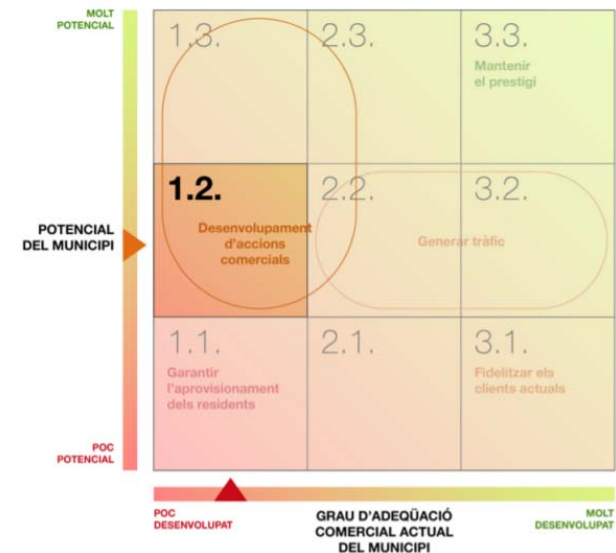 MOLT
POTENCIAL
1.3.
2.3.
3.3.
Mantenir
el prestigi
POTENCIAL
DEL MUNICIPI
1.2.
2.2.
3.2.
Desenvolupament
d'accions
comercials
Generar tràfic
1.1.
2.1.
3.1.
Garantir
l'aprovisionament
dels residents
Fidelitzar els
clients actuals
POC
POTENCIAL
POC
DESENVOLUPAT
GRAU D'ADEQÜACIÓ
COMERCIAL ACTUAL
DEL MUNICIPI
MOLT
DESENVOLUPAT